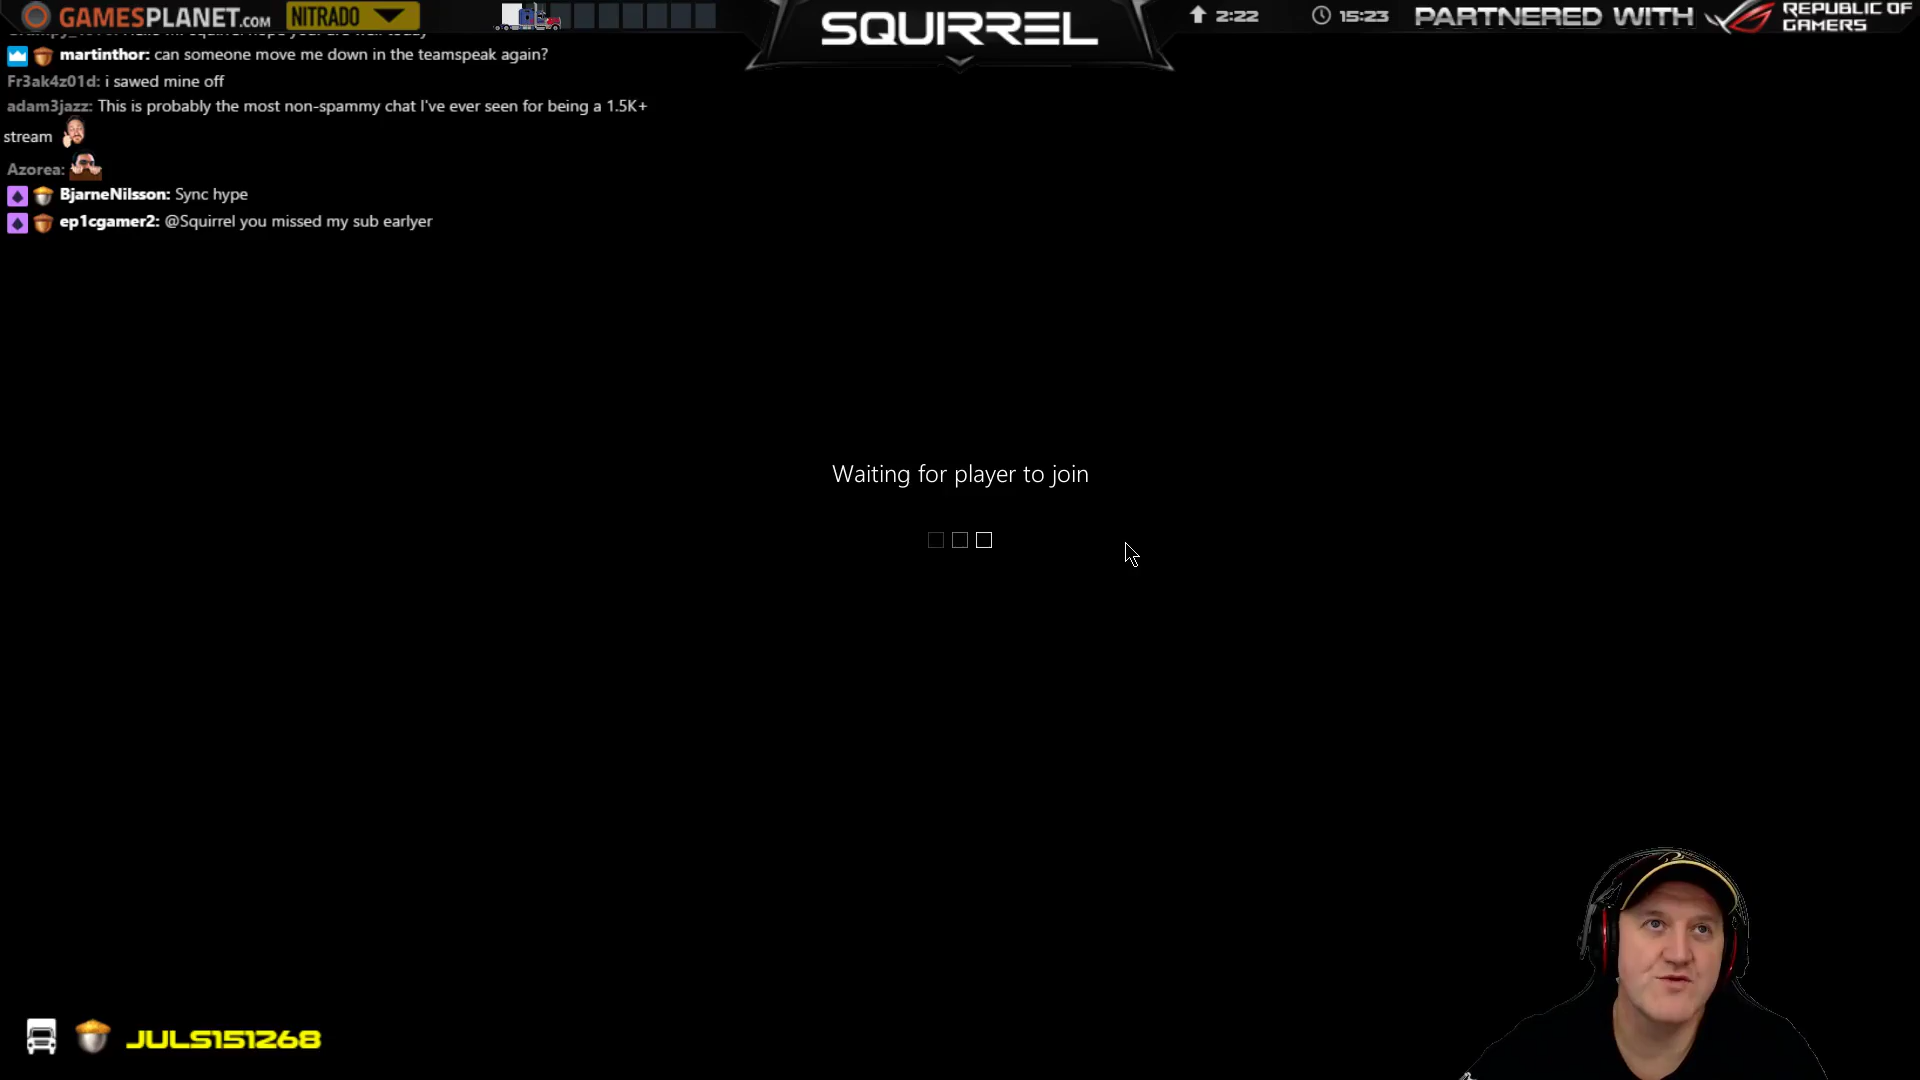 GAMESPLANET.COM
NITRADO
SQUIRREL
2:22
15:23
PARTNERED WITH
REPUBLIC OF
GAMERS
martinthor: can someone move me down in the teamspeak again?
Fr3ak4z01d: i sawed mine off
adam3jazz: This is probably the most non-spammy chat I've ever seen for being a 1.5K+
stream
Azorea:
BjarneNilsson: Sync hype
ep1cgamer2: @Squirrel you missed my sub earlyer
Waiting for player to join
JULS151268